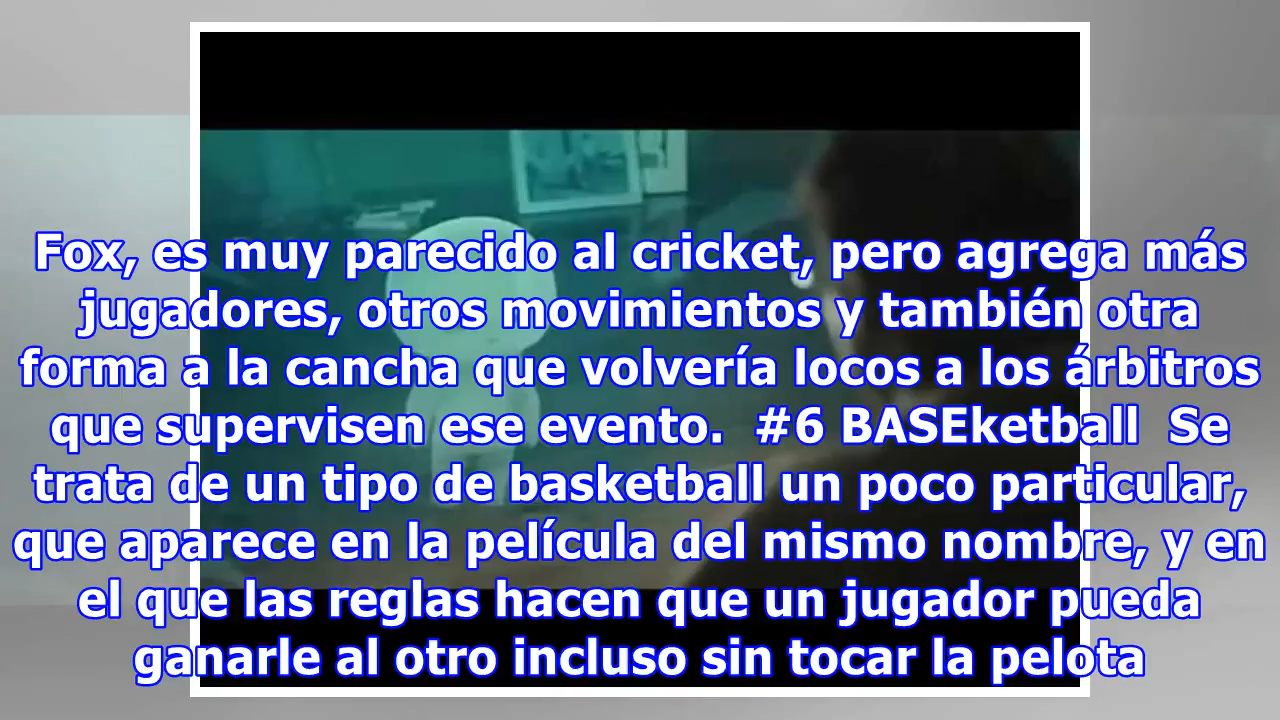 Fox, es muy parecido al cricket, pero agrega más
jugadores, otros movimientos y también otra
forma a la cancha que volvería locos a los árbitros
que supervisen ese evento.  #6 BASEketball  Se
trata de un tipo de basketball un poco particular,
que aparece en la película del mismo nombre, y en
el que las reglas hacen que un jugador pueda
ganarle al otro incluso sin tocar la pelota